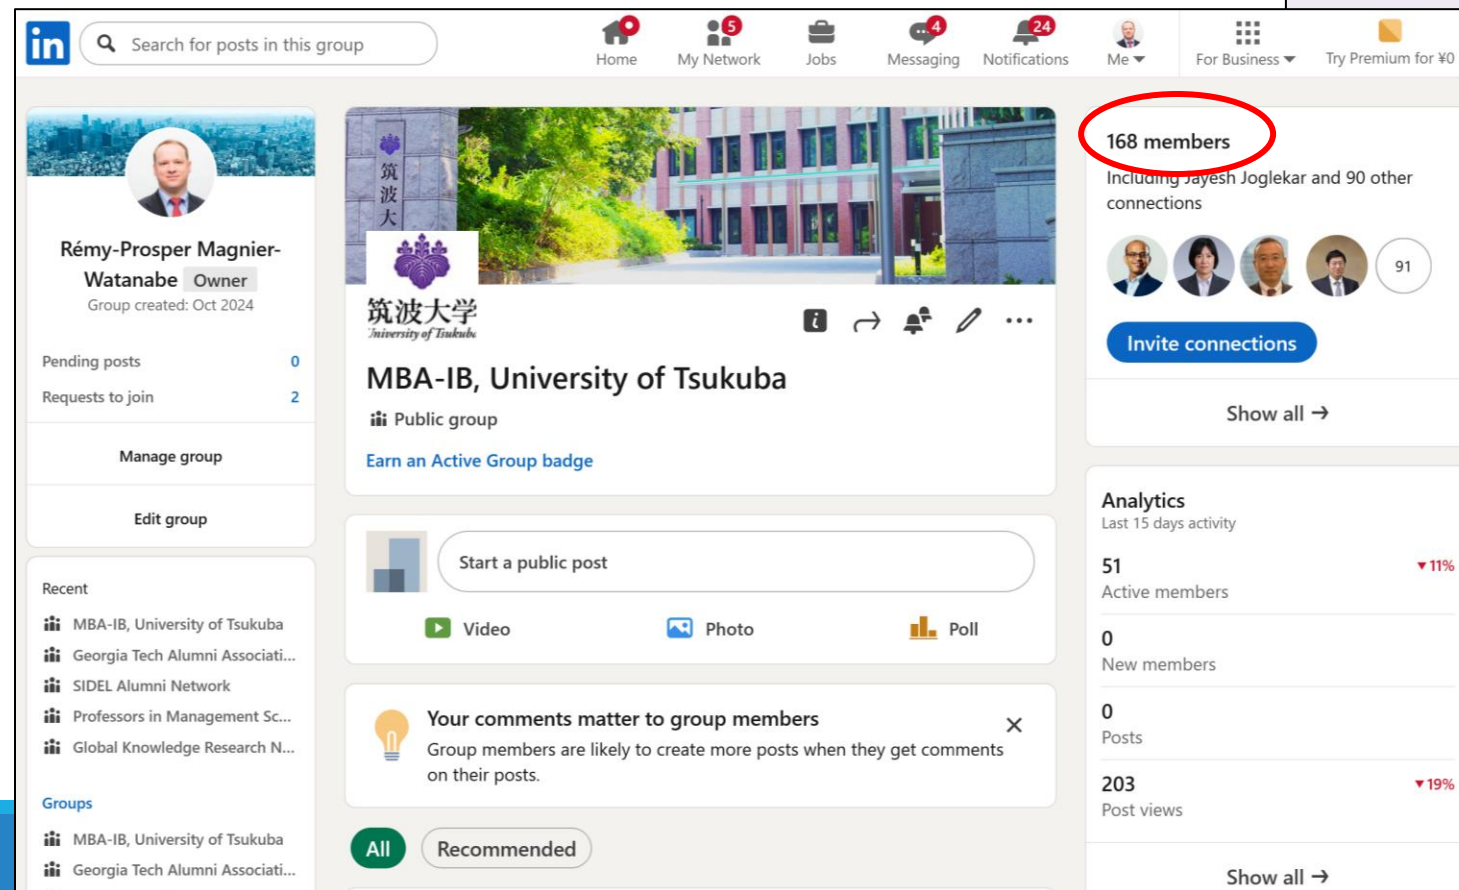 in
Search for posts in this group
Home
5
My Network
Jobs
4
Messaging
24
Notifications
Me
For Business
Try Premium for ¥0
Rémy-Prosper Magnier-
Watanabe Owner
Group created: Oct 2024
Pending posts 0
Requests to join 2
Manage group
Edit group
Recent
MBA-IB, University of Tsukuba
Georgia Tech Alumni Associati...
SIDEL Alumni Network
Professors in Management Sc...
Global Knowledge Research N...
Groups
MBA-IB, University of Tsukuba
Georgia Tech Alumni Associati...
筑
波
大
筑波大学
University of Tsukuba
MBA-IB, University of Tsukuba
Public group
Earn an Active Group badge
Start a public post
Video
Photo
Poll
Your comments matter to group members
Group members are likely to create more posts when they get comments
on their posts.
All
Recommended
168 members
Including Jayesh Joglekar and 90 other
connections
91
Invite connections
Show all →
Analytics
Last 15 days activity
51 ▼11%
Active members
0
New members
0
Posts
203 ▼19%
Post views
Show all →